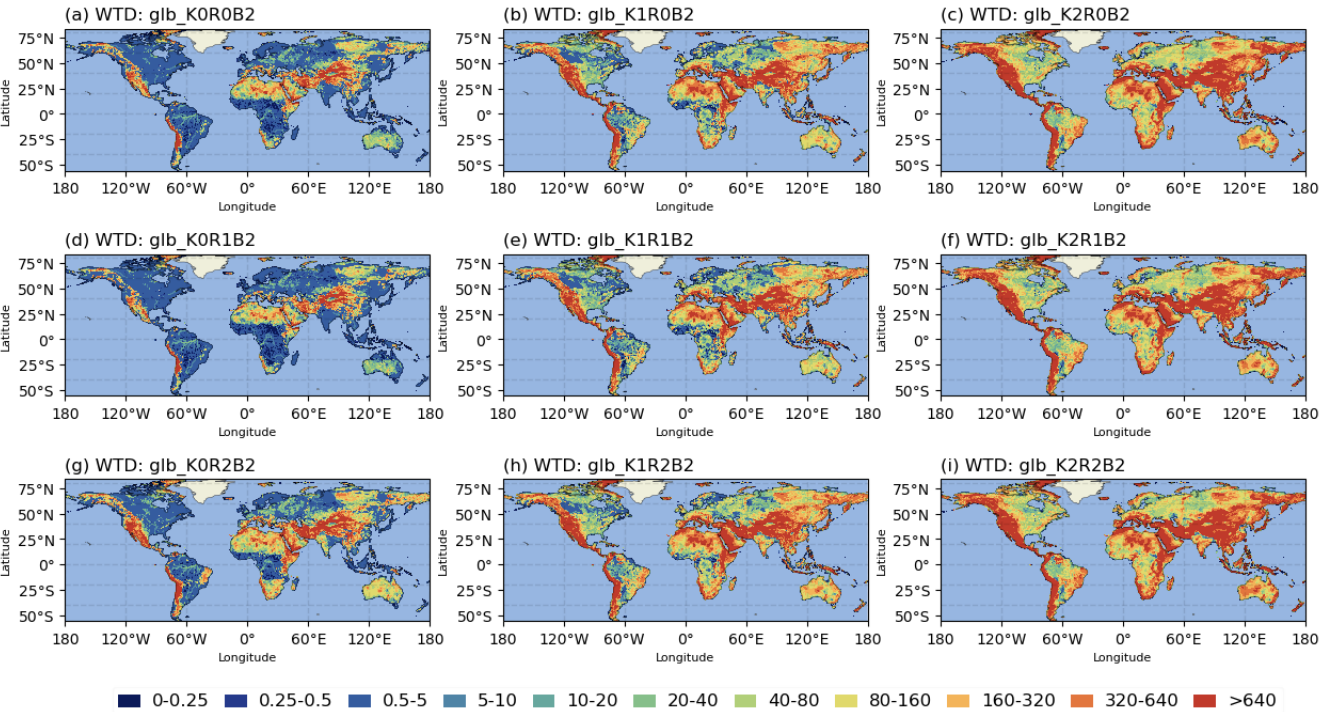 (a) WTD: glb_K0R0B2
(b) WTD: glb_K1R0B2
(c) WTD: glb_K2R0B2
75°N
50°N
25°N
0°
25°S
50°S
Latitude
180 120°W 60°W 0° 60°E 120°E 180
Longitude
75°N
50°N
25°N
0°
25°S
50°S
Latitude
180 120°W 60°W 0° 60°E 120°E 180
Longitude
75°N
50°N
25°N
0°
25°S
50°S
Latitude
180 120°W 60°W 0° 60°E 120°E 180
Longitude
(d) WTD: glb_K0R1B2
(e) WTD: glb_K1R1B2
(f) WTD: glb_K2R1B2
75°N
50°N
25°N
0°
25°S
50°S
Latitude
180 120°W 60°W 0° 60°E 120°E 180
Longitude
75°N
50°N
25°N
0°
25°S
50°S
Latitude
180 120°W 60°W 0° 60°E 120°E 180
Longitude
75°N
50°N
25°N
0°
25°S
50°S
Latitude
180 120°W 60°W 0° 60°E 120°E 180
Longitude
(g) WTD: glb_K0R2B2
(h) WTD: glb_K1R2B2
(i) WTD: glb_K2R2B2
75°N
50°N
25°N
0°
25°S
50°S
Latitude
180 120°W 60°W 0° 60°E 120°E 180
Longitude
75°N
50°N
25°N
0°
25°S
50°S
Latitude
180 120°W 60°W 0° 60°E 120°E 180
Longitude
75°N
50°N
25°N
0°
25°S
50°S
Latitude
180 120°W 60°W 0° 60°E 120°E 180
Longitude
0-0.25 0.25-0.5 0.5-5 5-10 10-20 20-40 40-80 80-160 160-320 320-640 >640